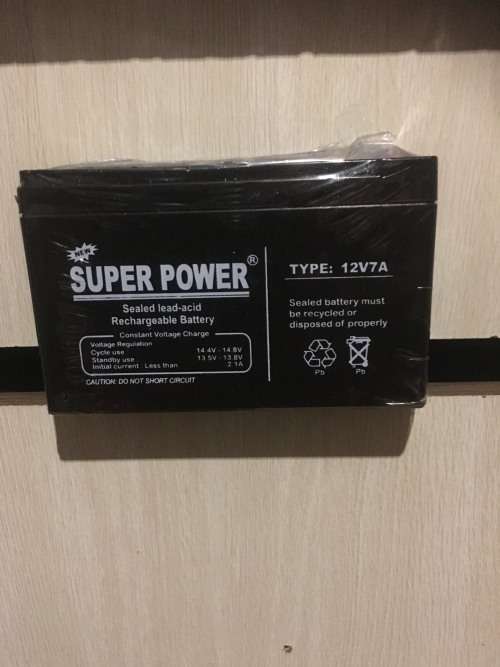 NEW
SUPER POWER®
Sealed lead-acid
Rechargeable Battery
Constant Voltage Charge
Voltage Regulation
Cycle use 14.4V - 14.8V
Standby use 13.5V - 13.8V
Initial current Less than 2.1A
CAUTION: DO NOT SHORT CIRCUIT
TYPE: 12V7A
Sealed battery must
be recycled or
disposed of properly
Pb Pb